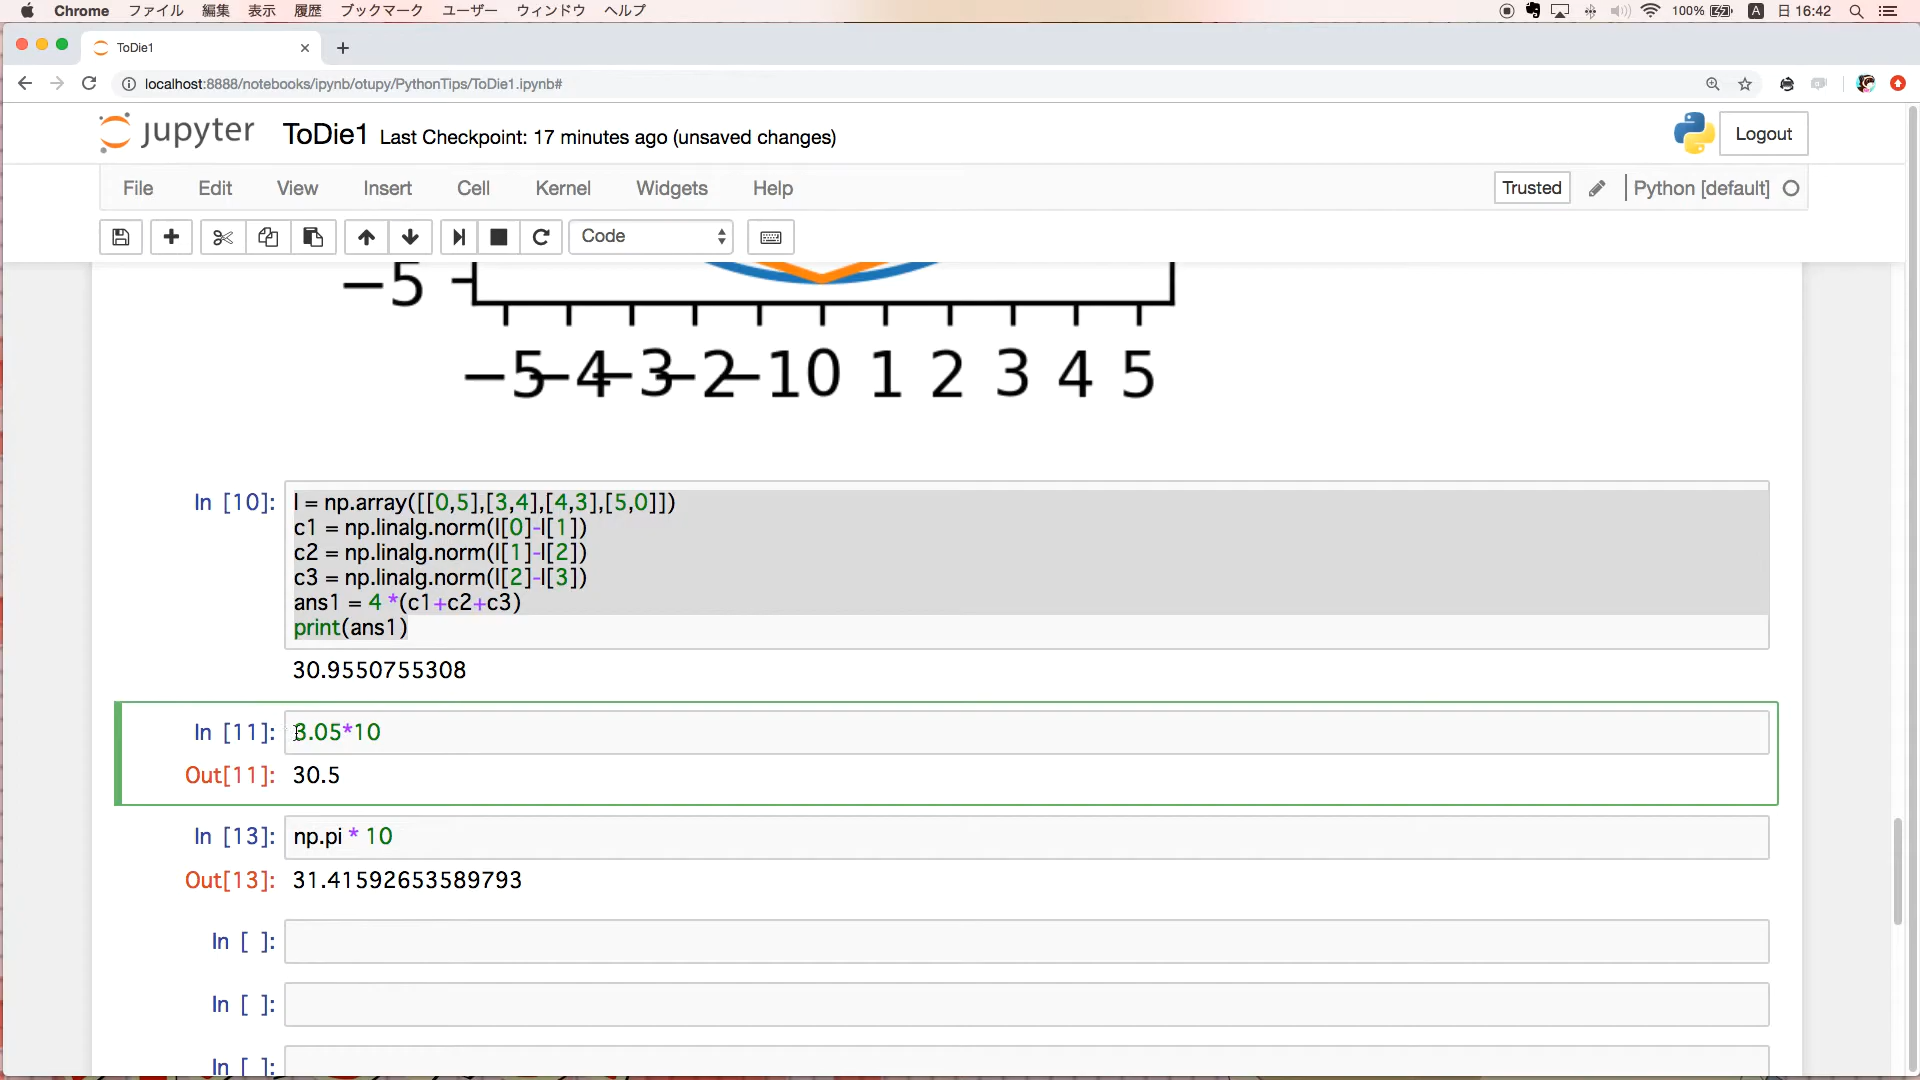 Chrome ファイル 編集 表示 履歴 ブックマーク ユーザー ウィンドウ ヘルプ 100% A 日 16:42
ToDie1
localhost:8888/notebooks/ipynb/otupy/PythonTips/ToDie1.ipynb#
jupyter ToDie1 Last Checkpoint: 17 minutes ago (unsaved changes) Logout
File Edit View Insert Cell Kernel Widgets Help Trusted Python [default]
Code
−5
−5 −4 −3 −2 −1 0 1 2 3 4 5
In [10]: l = np.array([[0,5],[3,4],[4,3],[5,0]])
c1 = np.linalg.norm(l[0]-l[1])
c2 = np.linalg.norm(l[1]-l[2])
c3 = np.linalg.norm(l[2]-l[3])
ans1 = 4 *(c1+c2+c3)
print(ans1)
30.9550755308
In [11]: 3.05*10
Out[11]: 30.5
In [13]: np.pi * 10
Out[13]: 31.41592653589793
In [ ]:
In [ ]:
In [ ]: